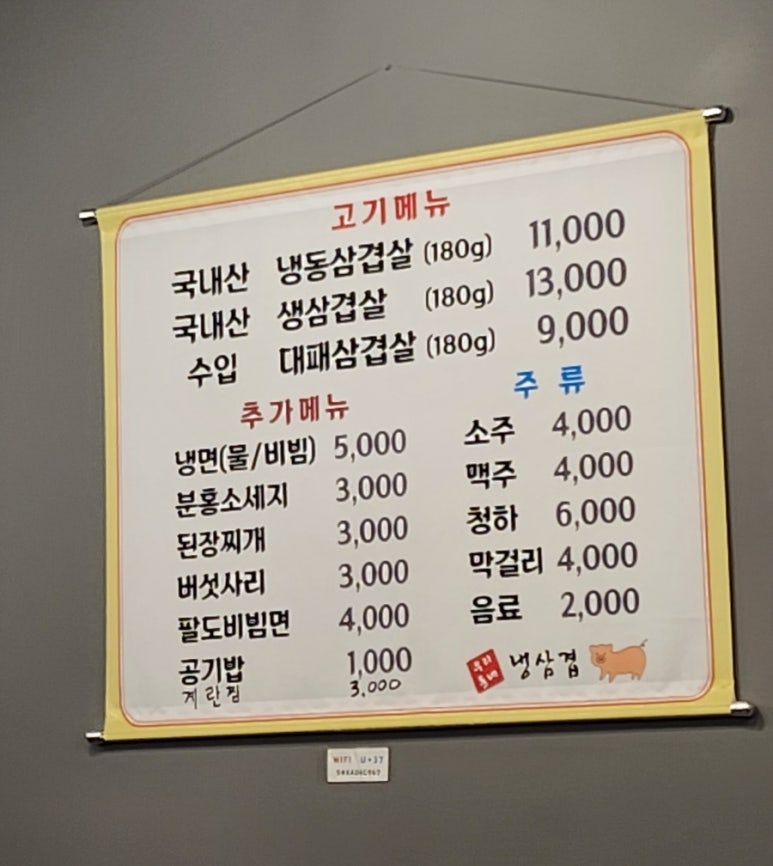 고기메뉴
국내산 냉동삼겹살 (180g) 11,000
국내산 생삼겹살 (180g) 13,000
수입 대패삼겹살 (180g) 9,000
추가메뉴
냉면(물/비빔) 5,000
분홍소세지 3,000
된장찌개 3,000
버섯사리 3,000
팔도비빔면 4,000
공기밥 1,000
계란찜 3,000
주류
소주 4,000
맥주 4,000
청하 6,000
막걸리 4,000
음료 2,000
우리동네 냉삼겹
WIFI U+37